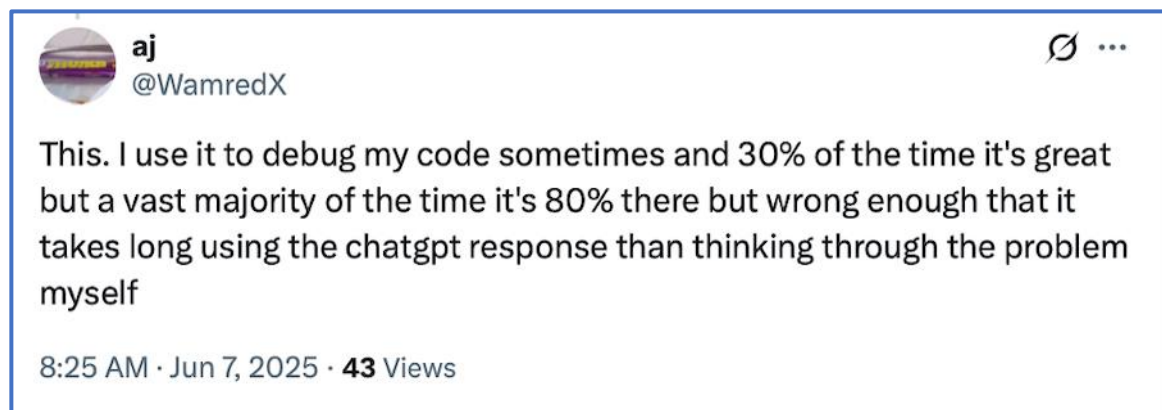 aj
@WamredX
This. I use it to debug my code sometimes and 30% of the time it's great
but a vast majority of the time it's 80% there but wrong enough that it
takes long using the chatgpt response than thinking through the problem
myself
8:25 AM · Jun 7, 2025 · 43 Views